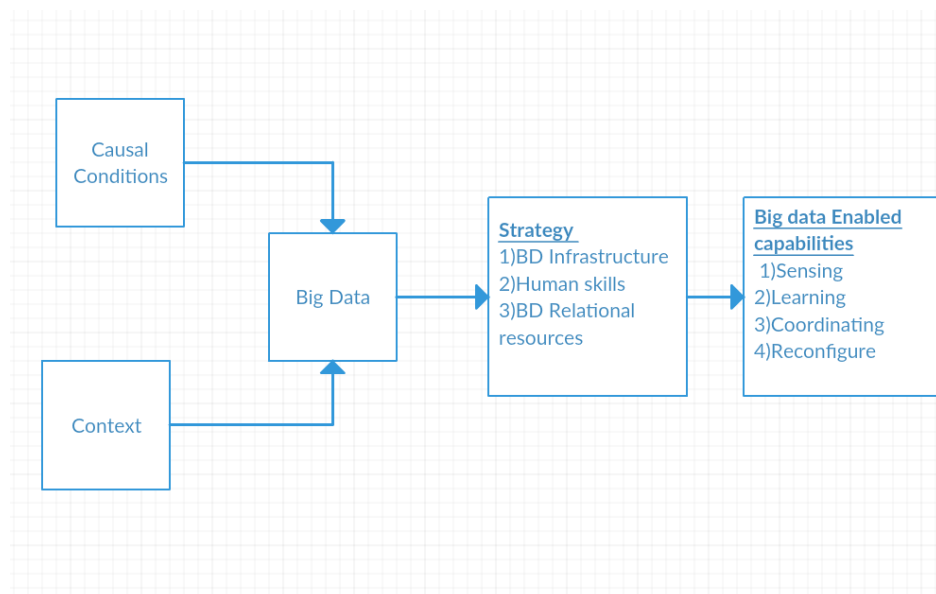 Causal
Conditions
Big Data
Context
Strategy
1)BD Infrastructure
2)Human skills
3)BD Relational
resources
Big data Enabled
capabilities
1)Sensing
2)Learning
3)Coordinating
4)Reconfigure